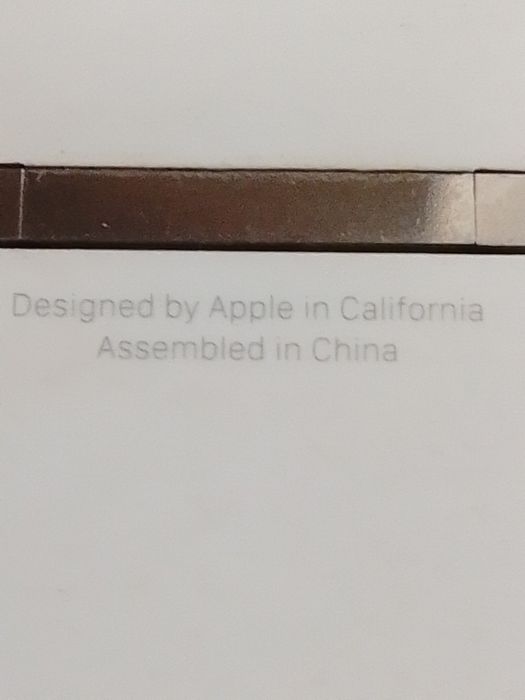 Designed by Apple in California
Assembled in China